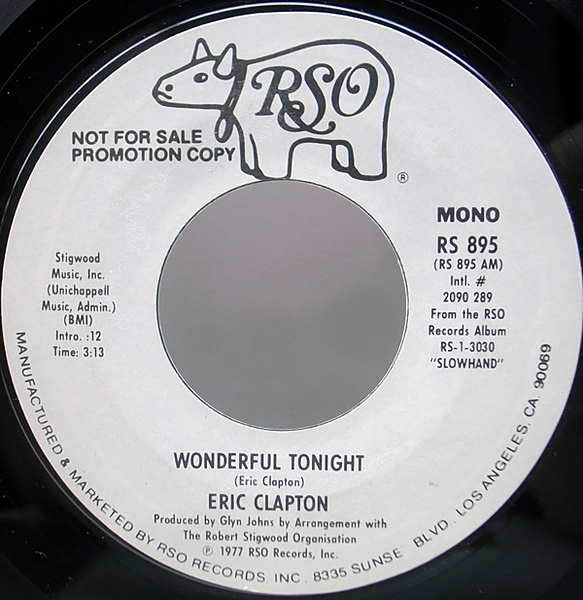 RSO
®
NOT FOR SALE
PROMOTION COPY
MONO
RS 895
(RS 895 AM)
Intl. #
2090 289
From the RSO
Records Album
RS-1-3030
"SLOWHAND"
Stigwood
Music, Inc.
(Unichappell
Music, Admin.)
(BMI)
Intro. :12
Time: 3:13
WONDERFUL TONIGHT
(Eric Clapton)
ERIC CLAPTON
Produced by Glyn Johns by Arrangement with
The Robert Stigwood Organisation
℗ 1977 RSO Records, Inc.
MANUFACTURED & MARKETED BY RSO RECORDS, INC. 8335 SUNSE BLVD. LOS ANGELES, CA 90069